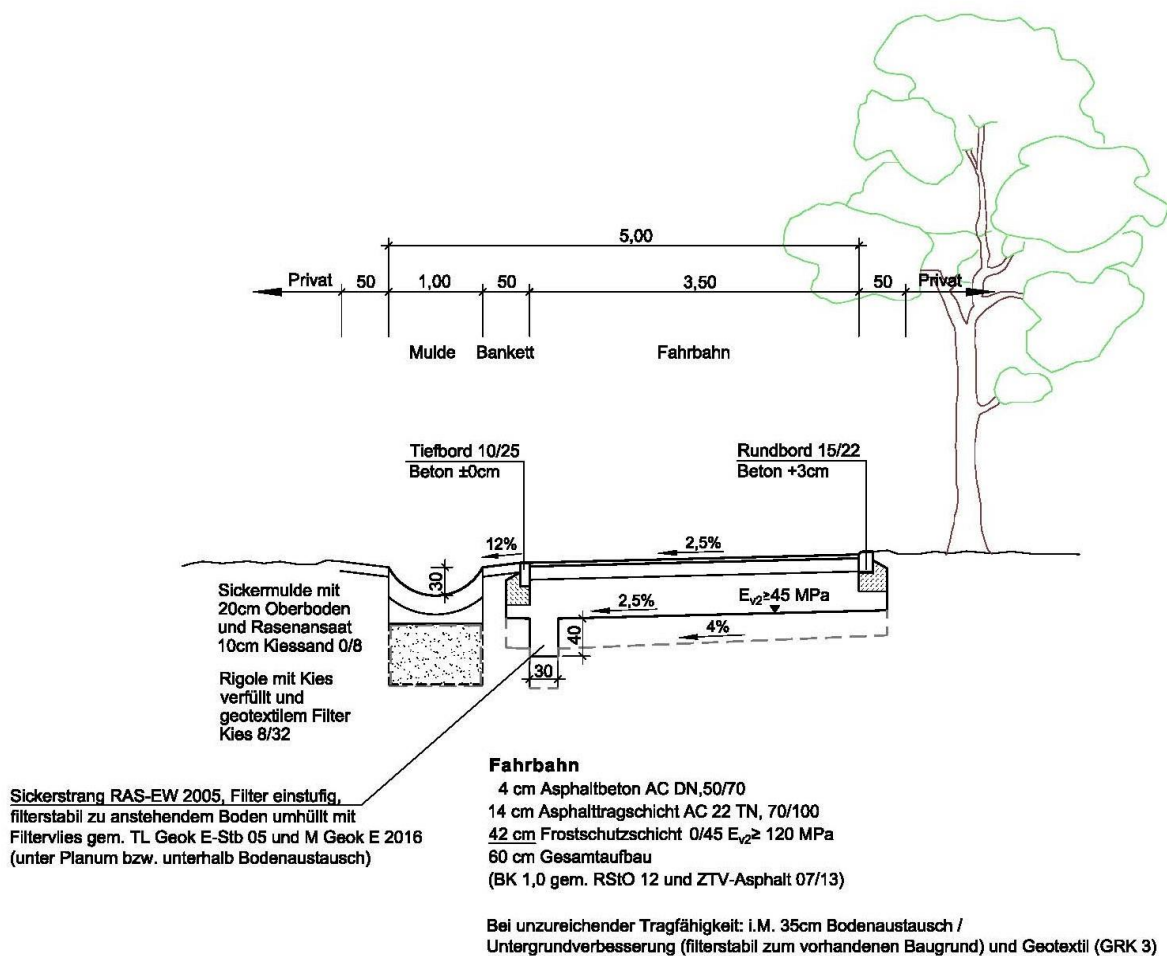 5,00
Privat 50 1,00 50 3,50 50 Privat
Mulde Bankett Fahrbahn
Tiefbord 10/25
Beton ±0cm
Rundbord 15/22
Beton +3cm
12%
2,5%
30
Sickermulde mit
20cm Oberboden
und Rasenansaat
10cm Kiessand 0/8
2,5%
Ev2≥45 MPa
4%
40
30
Rigole mit Kies
verfüllt und
geotextilem Filter
Kies 8/32
Sickerstrang RAS-EW 2005, Filter einstufig,
filterstabil zu anstehendem Boden umhüllt mit
Filtervlies gem. TL Geok E-Stb 05 und M Geok E 2016
(unter Planum bzw. unterhalb Bodenaustausch)
Fahrbahn
4 cm Asphaltbeton AC DN,50/70
14 cm Asphalttragschicht AC 22 TN, 70/100
42 cm Frostschutzschicht 0/45 Ev2≥ 120 MPa
60 cm Gesamtaufbau
(BK 1,0 gem. RStO 12 und ZTV-Asphalt 07/13)
Bei unzureichender Tragfähigkeit: i.M. 35cm Bodenaustausch /
Untergrundverbesserung (filterstabil zum vorhandenen Baugrund) und Geotextil (GRK 3)